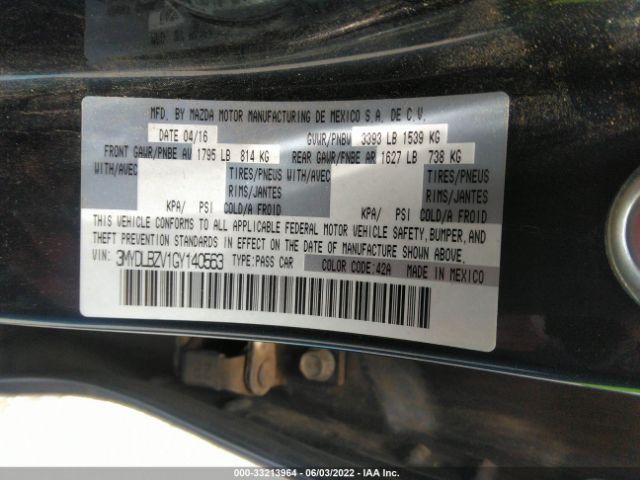 MFD. BY MAZDA MOTOR MANUFACTURING DE MEXICO S.A. DE C.V.
DATE 04/16 GVWR/PNBV 3393 LB 1539 KG
FRONT GAWR/PNBE AV 1795 LB 814 KG REAR GAWR/PNBE AR 1627 LB 738 KG
WITH/AVEC TIRES/PNEUS WITH/AVEC TIRES/PNEUS
RIMS/JANTES RIMS/JANTES
KPA/ PSI COLD/A FROID KPA/ PSI COLD/A FROID
THIS VEHICLE CONFORMS TO ALL APPLICABLE FEDERAL MOTOR VEHICLE SAFETY, BUMPER, AND
THEFT PREVENTION STANDARDS IN EFFECT ON THE DATE OF MANUFACTURE SHOWN ABOVE.
VIN: 3MYDLBZV1GY140563 TYPE:PASS CAR COLOR CODE:42A MADE IN MEXICO
000-33213964 - 06/03/2022 - IAAI.COM